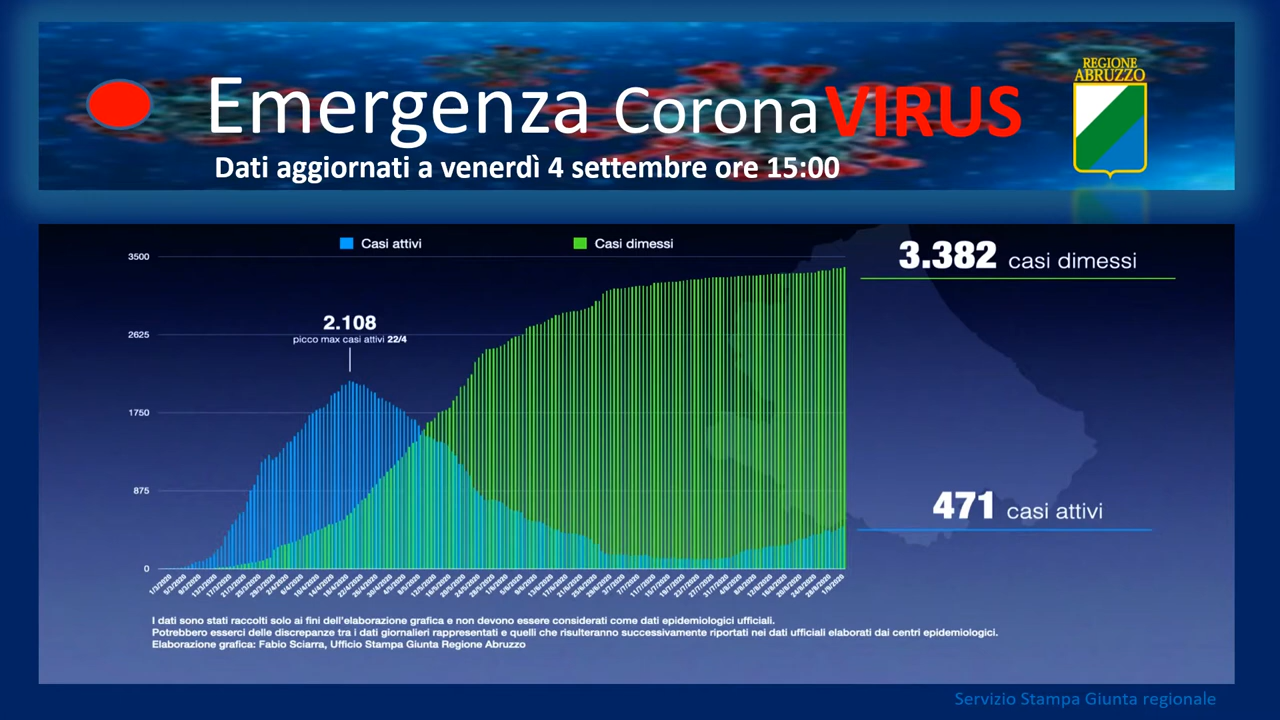 Emergenza CoronaVIRUS
Dati aggiornati a venerdì 4 settembre ore 15:00
REGIONE
ABRUZZO
Casi attivi
Casi dimessi
3.382 casi dimessi
3500
2.108
picco max casi attivi 22/4
2625
1750
875
471 casi attivi
0
I dati sono stati raccolti solo ai fini dell'elaborazione grafica e non devono essere considerati come dati epidemiologici ufficiali.
Potrebbero esserci delle discrepanze tra i dati giornalieri rappresentati e quelli che risulteranno successivamente riportati nei dati ufficiali elaborati dai centri epidemiologici.
Elaborazione grafica: Fabio Sciarra, Ufficio Stampa Giunta Regione Abruzzo
Servizio Stampa Giunta regionale